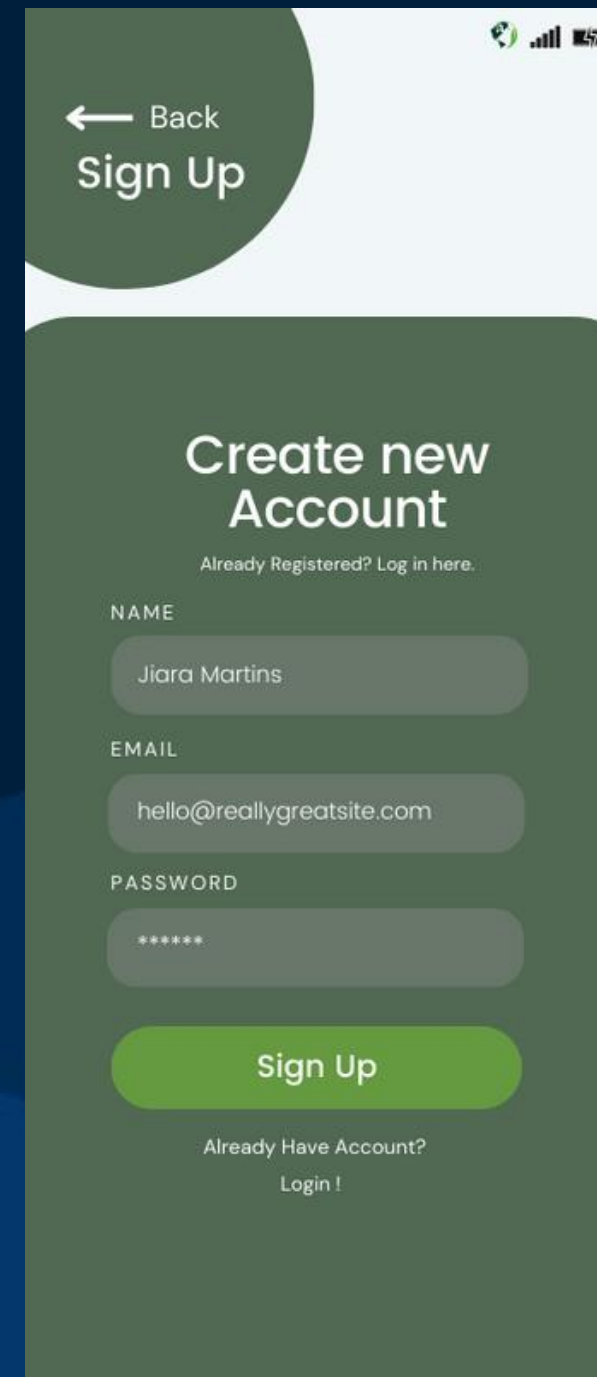 Back
Sign Up
Create new
Account
Already Registered? Log in here.
NAME
Jiara Martins
EMAIL
hello@reallygreatsite.com
PASSWORD
******
Sign Up
Already Have Account?
Login !